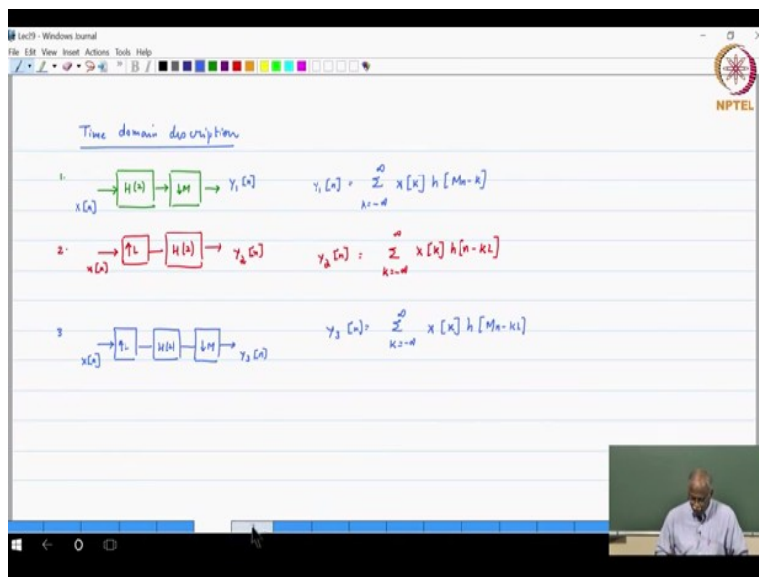 Lec19 - Windows Journal
File Edit View Insert Actions Tools Help
B I
NPTEL
Time domain description
1. x[n] → H(z) → ↓M → y₁[n] y₁[n] = ∑_{k=-∞}^{∞} x[k] h[Mn-k]
2. x[n] → ↑L H(z) → y₂[n] y₂[n] = ∑_{k=-∞}^{∞} x[k] h[n-kL]
3 x[n] → ↑L H(z) ↓M → y₃[n] y₃[n] = ∑_{k=-∞}^{∞} x[k] h[Mn-kL]